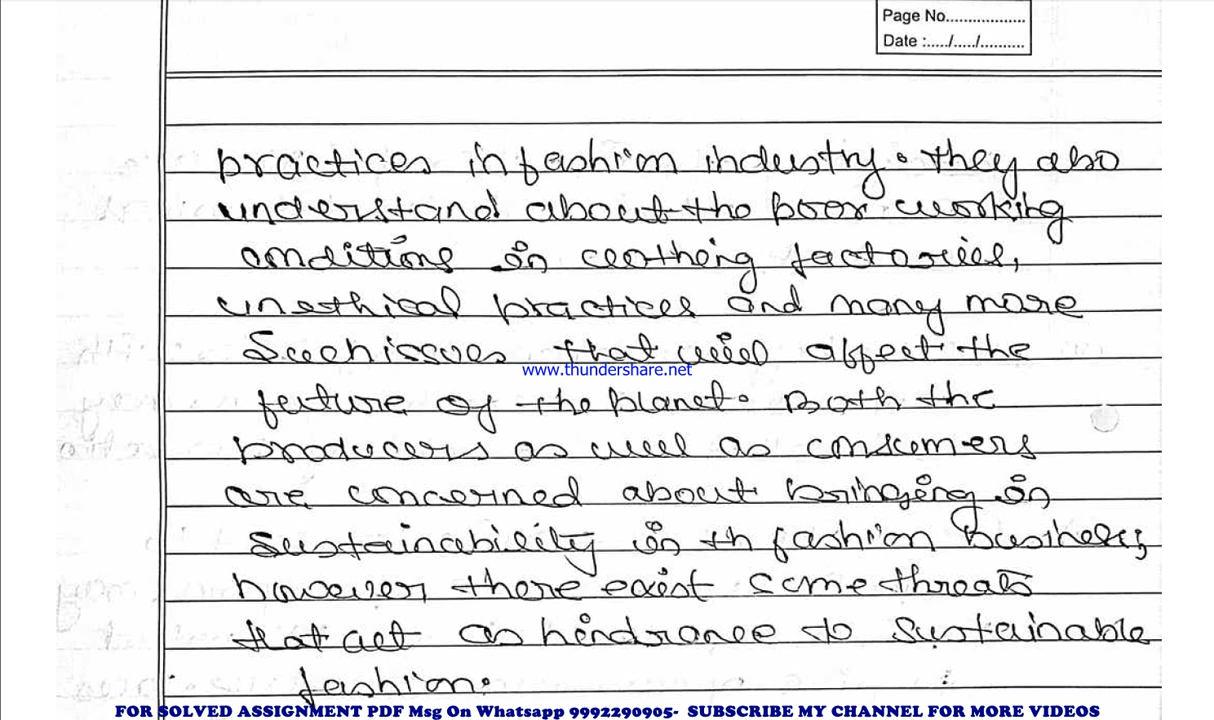 Page No..................
Date :...../...../...........
practices in fashion industry. they also
understand about the poor working
conditions in clothing factories,
unethical practices and many more
Such issues that will affect the
www.thundershare.net
future of the planet. Both the
producers as well as consumers
are concerned about bringing in
sustainability in th fashion business,
however there exist some threats
that act as hindrance to sustainable
fashion.
FOR SOLVED ASSIGNMENT PDF Msg On Whatsapp 9992290905- SUBSCRIBE MY CHANNEL FOR MORE VIDEOS